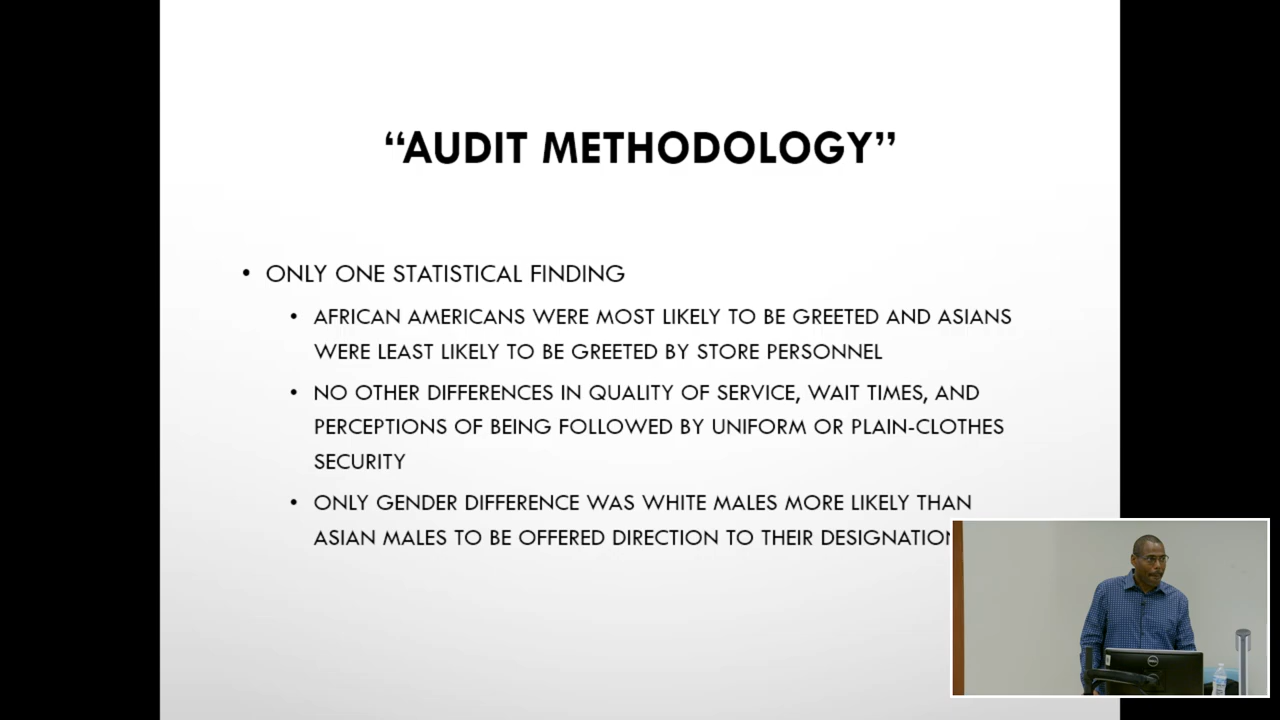 “AUDIT METHODOLOGY”
• ONLY ONE STATISTICAL FINDING
• AFRICAN AMERICANS WERE MOST LIKELY TO BE GREETED AND ASIANS
WERE LEAST LIKELY TO BE GREETED BY STORE PERSONNEL
• NO OTHER DIFFERENCES IN QUALITY OF SERVICE, WAIT TIMES, AND
PERCEPTIONS OF BEING FOLLOWED BY UNIFORM OR PLAIN-CLOTHES
SECURITY
• ONLY GENDER DIFFERENCE WAS WHITE MALES MORE LIKELY THAN
ASIAN MALES TO BE OFFERED DIRECTION TO THEIR DESIGNATION
DELL